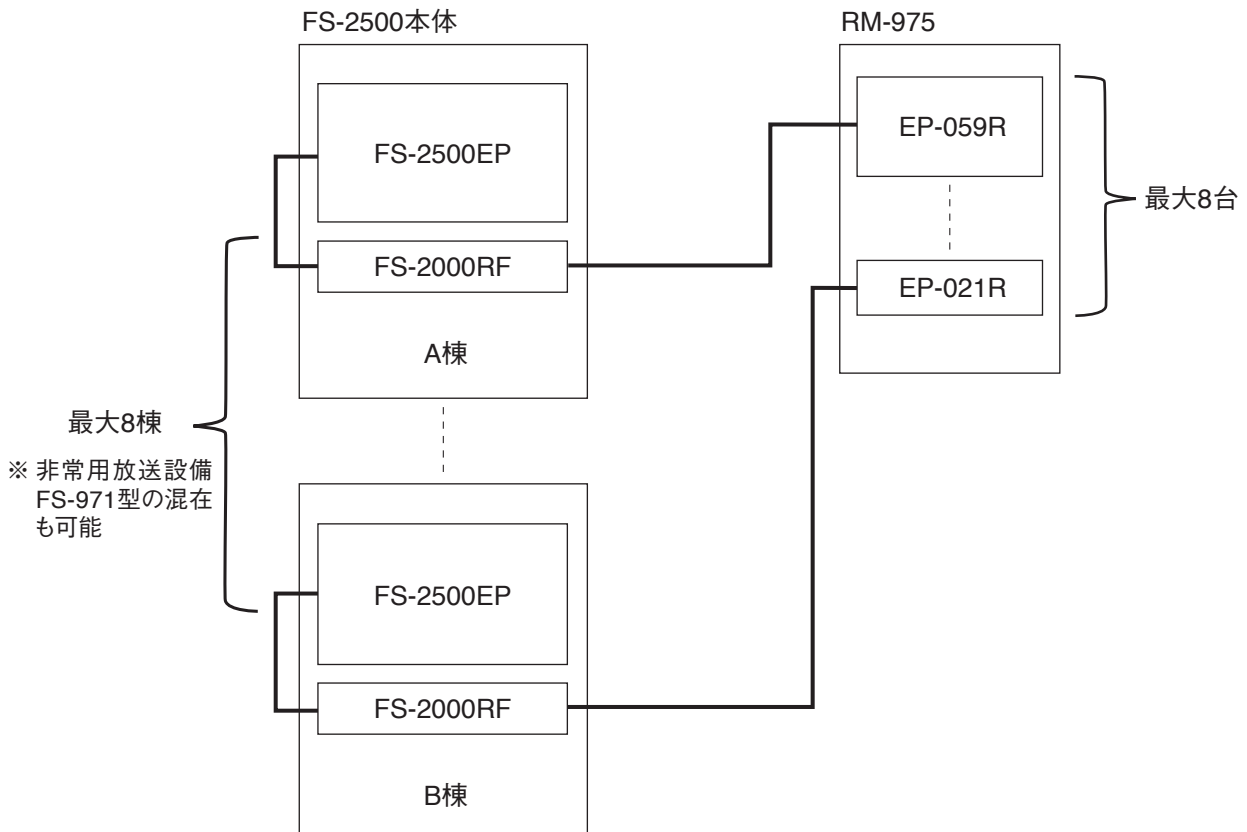 FS-2500本体
RM-975
FS-2500EP
EP-059R
最大8台
FS-2000RF
EP-021R
A棟
最大8棟
※ 非常用放送設備
FS-971型の混在
も可能
FS-2500EP
FS-2000RF
B棟